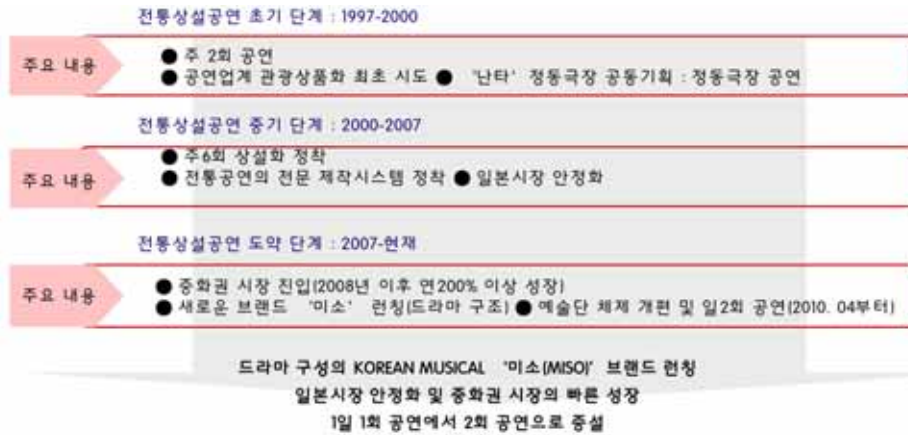 전통상설공연 초기 단계 : 1997-2000
주요 내용
● 주 2회 공연
● 공연업계 관광상품화 최초 시도 ● '난타' 정동극장 공동기획 : 정동극장 공연
전통상설공연 중기 단계 : 2000-2007
주요 내용
● 주6회 상설화 정착
● 전통공연의 전문 제작시스템 정착 ● 일본시장 안정화
전통상설공연 도약 단계 : 2007-현재
주요 내용
● 중화권 시장 진입(2008년 이후 연200% 이상 성장)
● 새로운 브랜드 '미소' 런칭(드라마 구조) ● 예술단 체제 개편 및 일2회 공연(2010. 04부터)
드라마 구성의 KOREAN MUSICAL '미소(MISO)' 브랜드 런칭
일본시장 안정화 및 중화권 시장의 빠른 성장
1일 1회 공연에서 2회 공연으로 증설